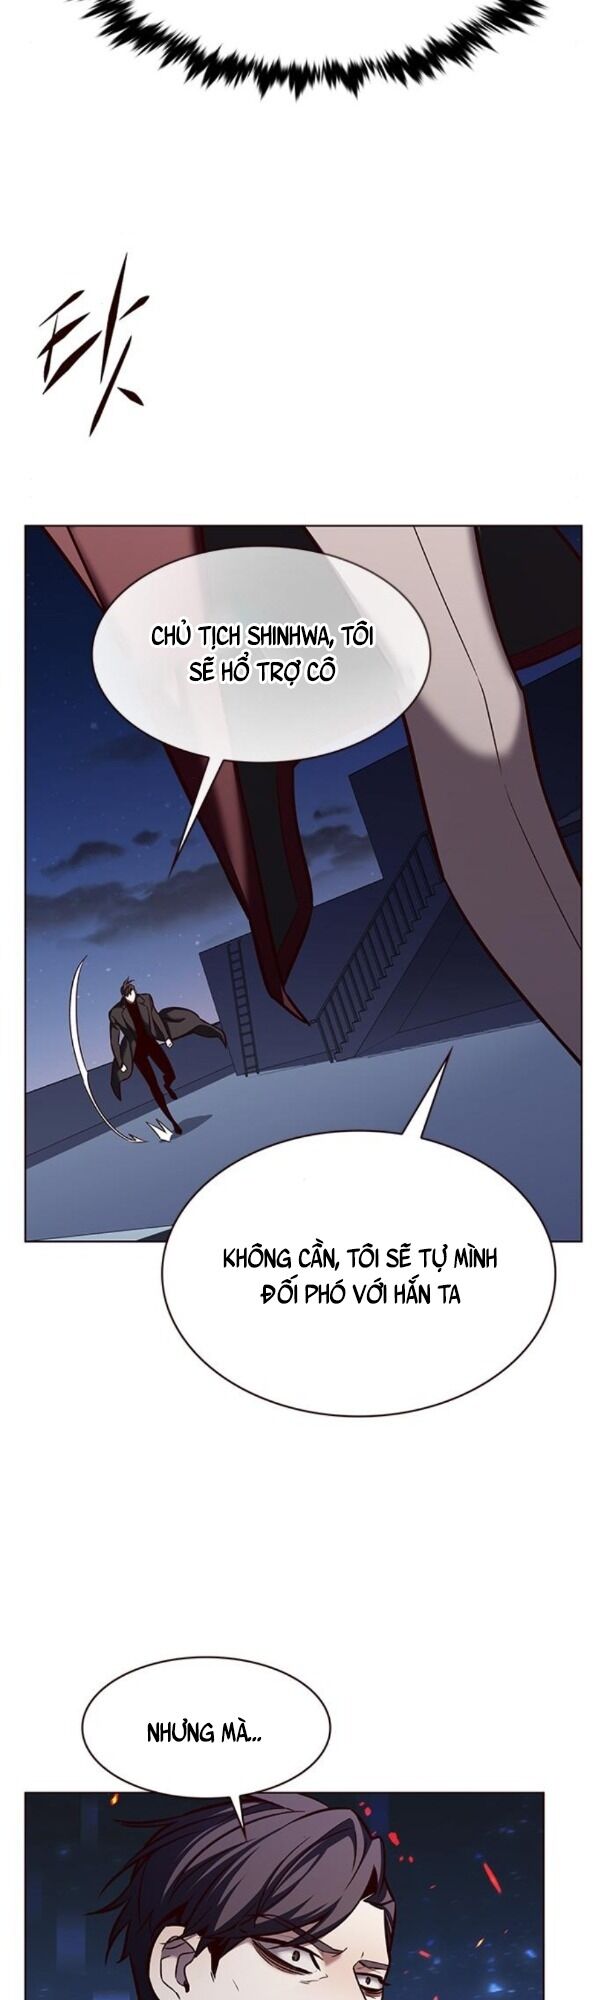 탓
CHỦ TỊCH SHINHWA, TÔI
SẼ HỔ TRỢ CÔ
KHÔNG CẦN, TÔI SẼ TỰ MÌNH
ĐỐI PHÓ VỚI HẮN TA
NHƯNG MÀ...